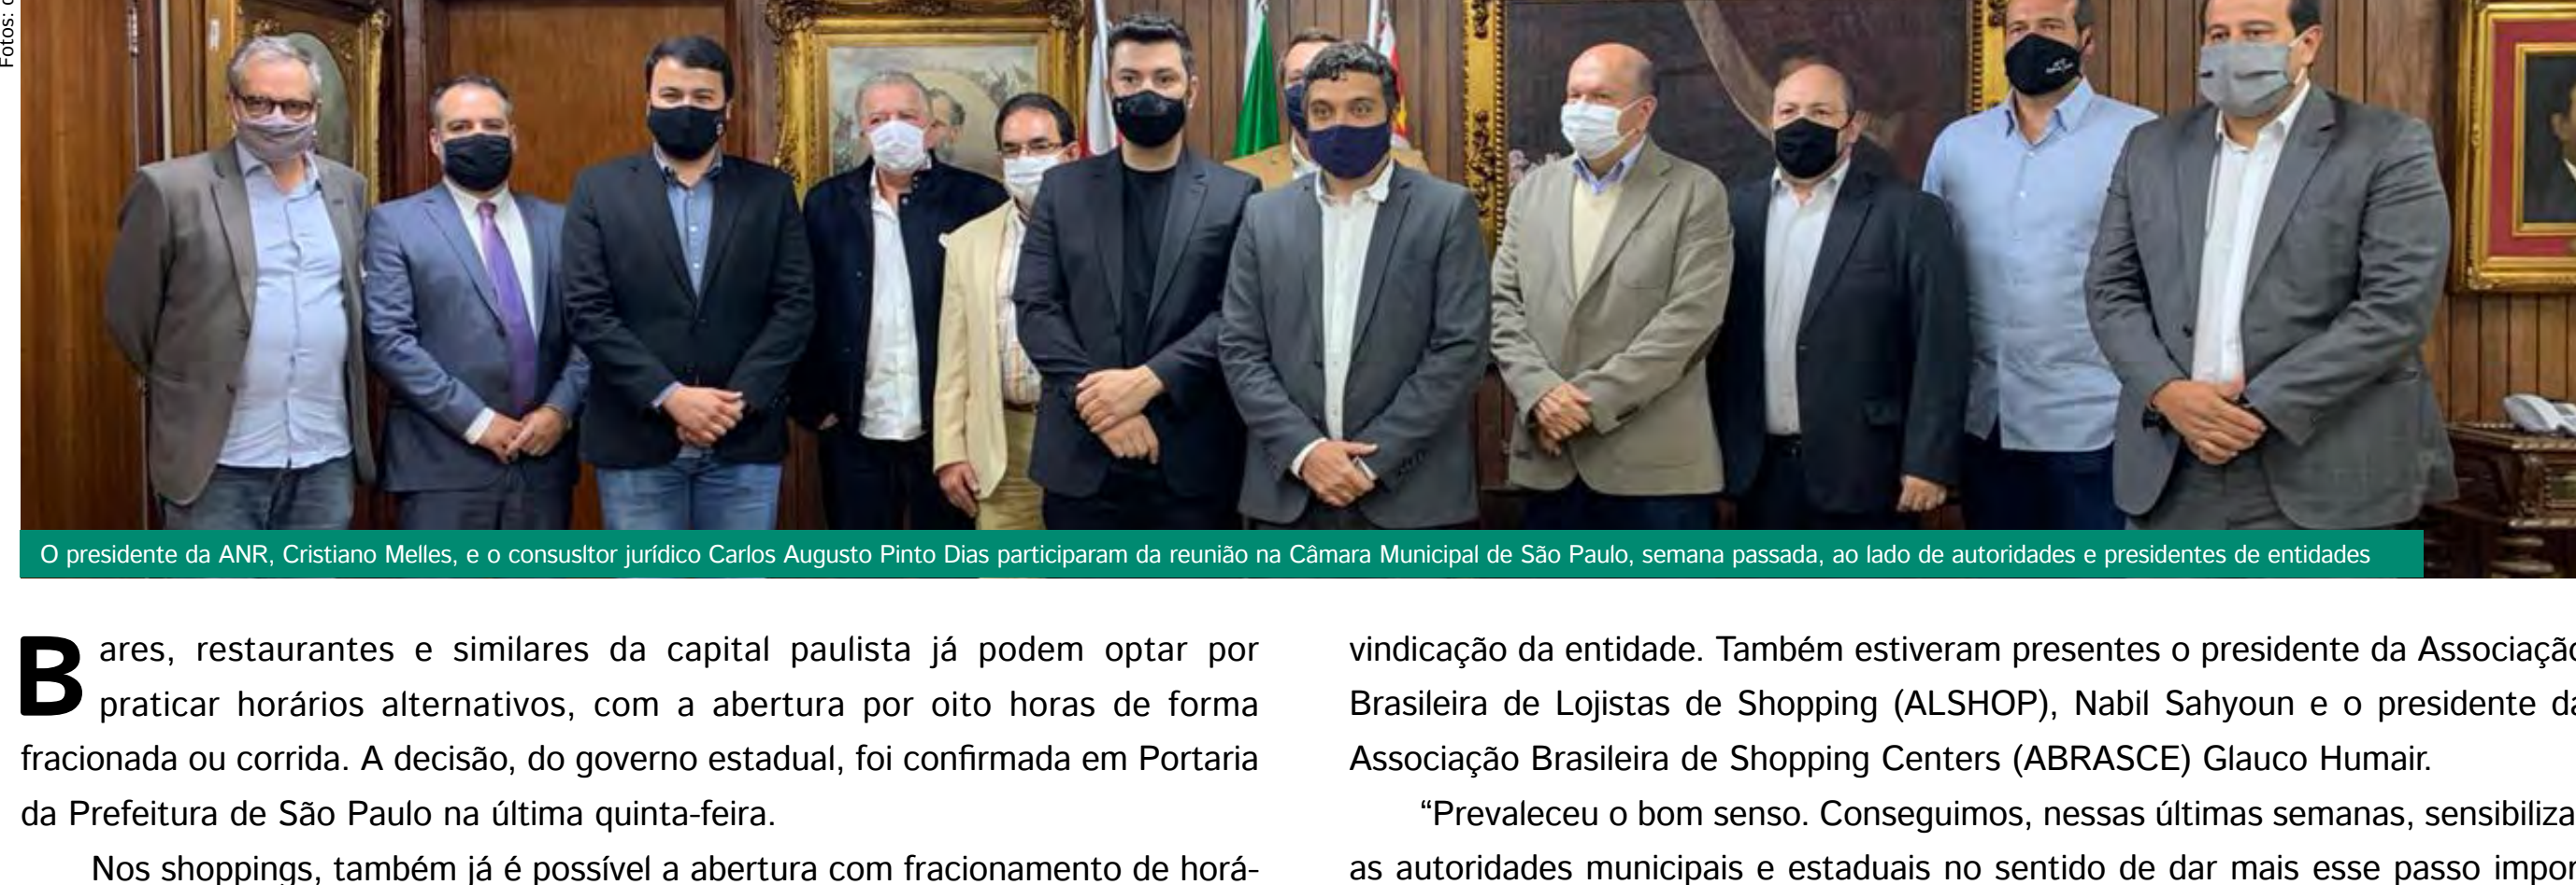 Fotos:
O presidente da ANR, Cristiano Melles, e o consusltor jurídico Carlos Augusto Pinto Dias participaram da reunião na Câmara Municipal de São Paulo, semana passada, ao lado de autoridades e presidentes de entidades
Bares, restaurantes e similares da capital paulista já podem optar por
praticar horários alternativos, com a abertura por oito horas de forma
fracionada ou corrida. A decisão, do governo estadual, foi confirmada em Portaria
da Prefeitura de São Paulo na última quinta-feira.
Nos shoppings, também já é possível a abertura com fracionamento de horá-
vindicação da entidade. Também estiveram presentes o presidente da Associação
Brasileira de Lojistas de Shopping (ALSHOP), Nabil Sahyoun e o presidente da
Associação Brasileira de Shopping Centers (ABRASCE) Glauco Humair.
“Prevaleceu o bom senso. Conseguimos, nessas últimas semanas, sensibiliza
as autoridades municipais e estaduais no sentido de dar mais esse passo impor